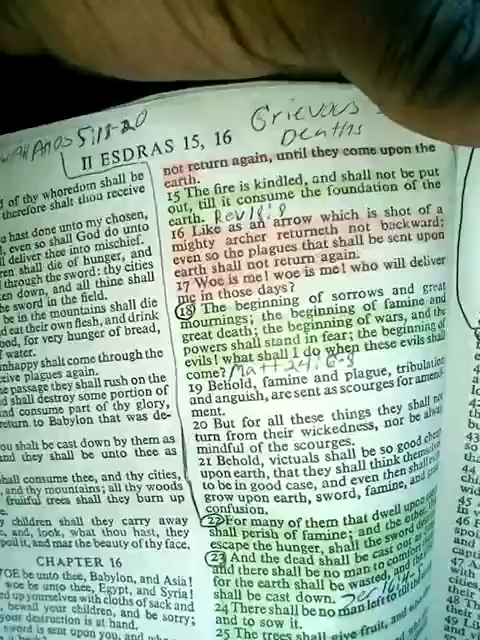 Amos 5:18-20
Grievous
Deaths
II ESDRAS 15, 16
of thy whoredom shall be
therefore shalt thou receive
hast done unto my chosen,
even so shall God do unto
deliver thee into mischief.
shall die of hunger, and
through the sword: thy cities
down, and all thine shall
the sword in the field.
be in the mountains shall die
eat their own flesh, and drink
for very hunger of bread,
water.
unhappy shall come through the
receive plagues again.
the passage they shall rush on the
shall destroy some portion of
and consume part of thy glory,
return to Babylon that was de-
you shall be cast down by them as
and they shall be unto thee as
shall consume thee, and thy cities,
and thy mountains; all thy woods
fruitful trees shall they burn up
children shall they carry away
and, look, what thou hast, they
spoil it, and mar the beauty of thy face.
CHAPTER 16
WOE be unto thee, Babylon, and Asia!
woe be unto thee, Egypt, and Syria!
up yourselves with cloths of sack and
bewail your children, and be sorry;
your destruction is at hand.
sword is sent upon you, and who
not return again, until they come upon the
earth.
15 The fire is kindled, and shall not be put
out, till it consume the foundation of the
earth. Rev 18:8
16 Like as an arrow which is shot of a
mighty archer returneth not backward:
even so the plagues that shall be sent upon
earth shall not return again.
17 Woe is me! woe is me! who will deliver
me in those days?
18 The beginning of sorrows and great
mournings; the beginning of famine and
great death; the beginning of wars, and the
powers shall stand in fear; the beginning of
evils! what shall I do when these evils shall
come? Matt 24:6-8
19 Behold, famine and plague, tribulation
and anguish, are sent as scourges for amend-
ment.
20 But for all these things they shall not
turn from their wickedness, nor be alway
mindful of the scourges.
21 Behold, victuals shall be so good cheap
upon earth, that they shall think themselves
to be in good case, and even then shall evils
grow upon earth, sword, famine, and great
confusion.
22 For many of them that dwell upon earth
shall perish of famine; and the other, that
escape the hunger, shall the sword destroy.
23 And the dead shall be cast out as
and there shall be no man to comfort
for the earth shall be wasted, and the
shall be cast down.
24 There shall be no man left to till the
and to sow it.
25 The trees shall give fruit, and